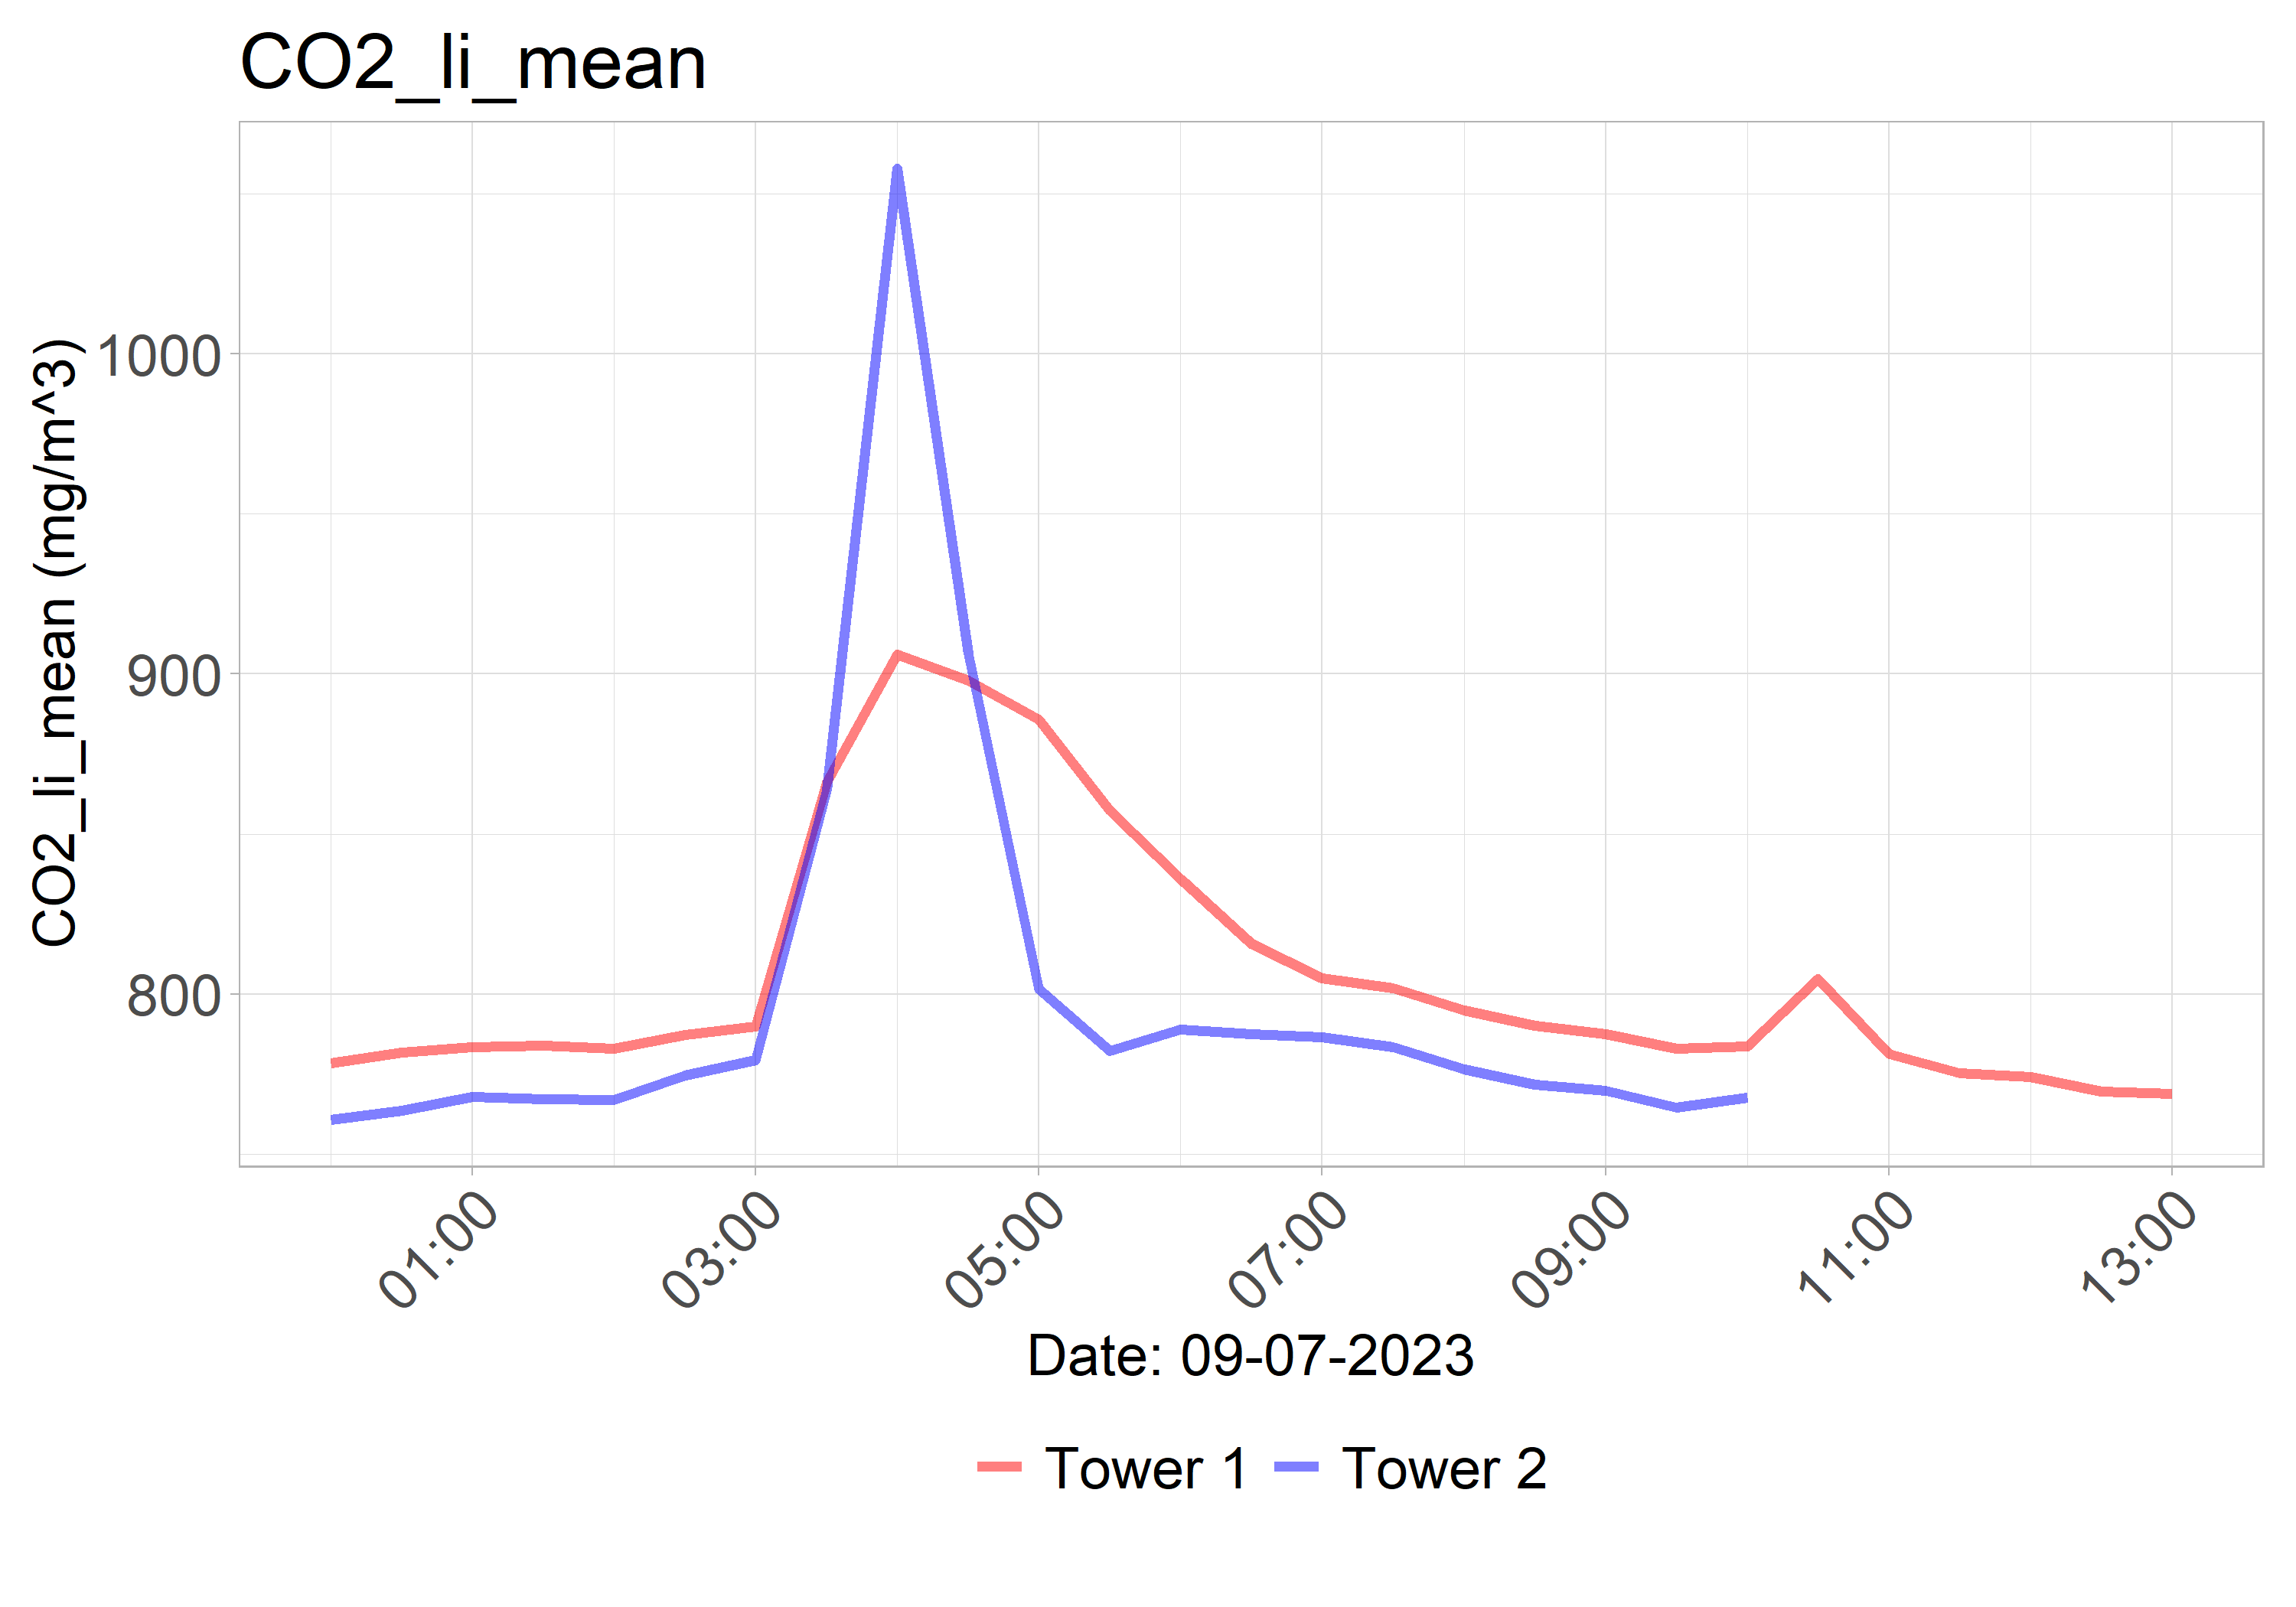 CO2_li_mean
CO2_li_mean (mg/m^3)
1000
900
800
01:00
03:00
05:00
07:00
09:00
11:00
13:00
Date: 09-07-2023
Tower 1
Tower 2